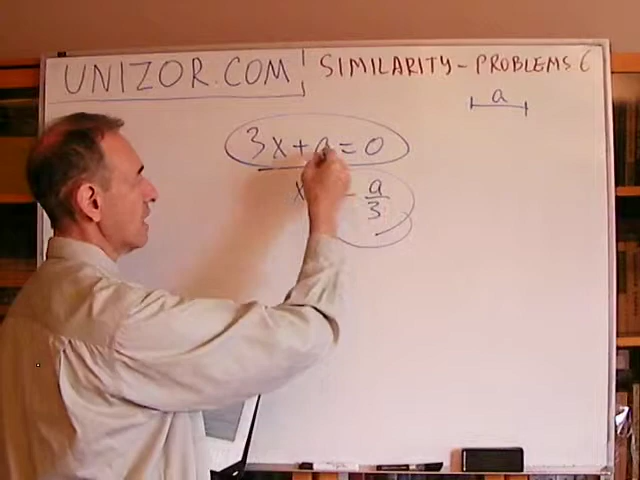 UNIZOR.COM
SIMILARITY - PROBLEMS 6
a
3x + a = 0
x - a/3